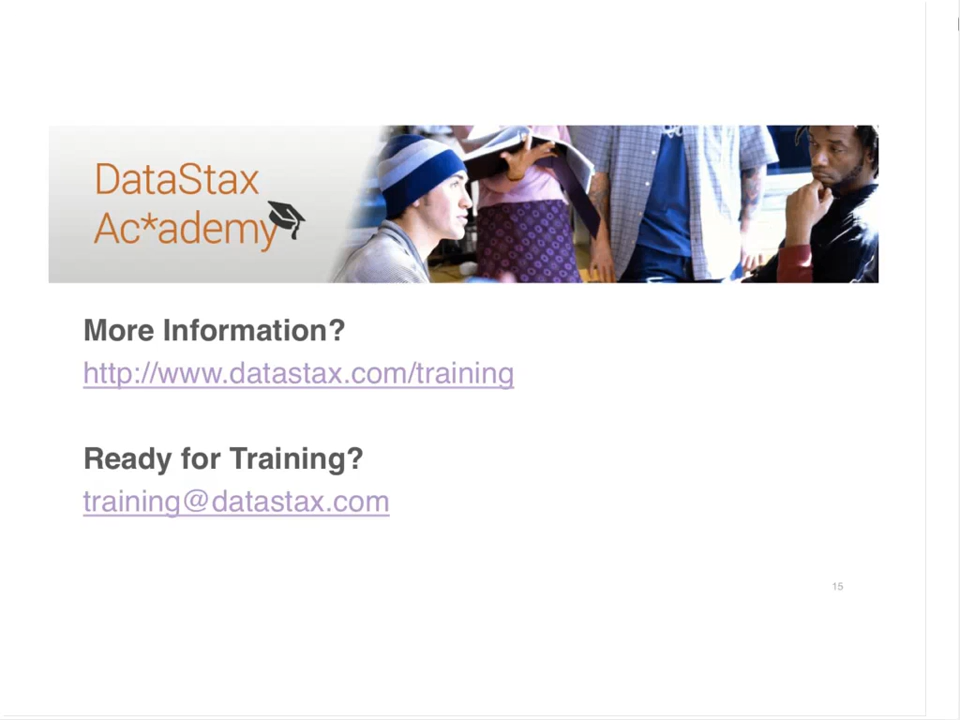 DataStax
Ac*ademy
More Information?
http://www.datastax.com/training
Ready for Training?
training@datastax.com
15